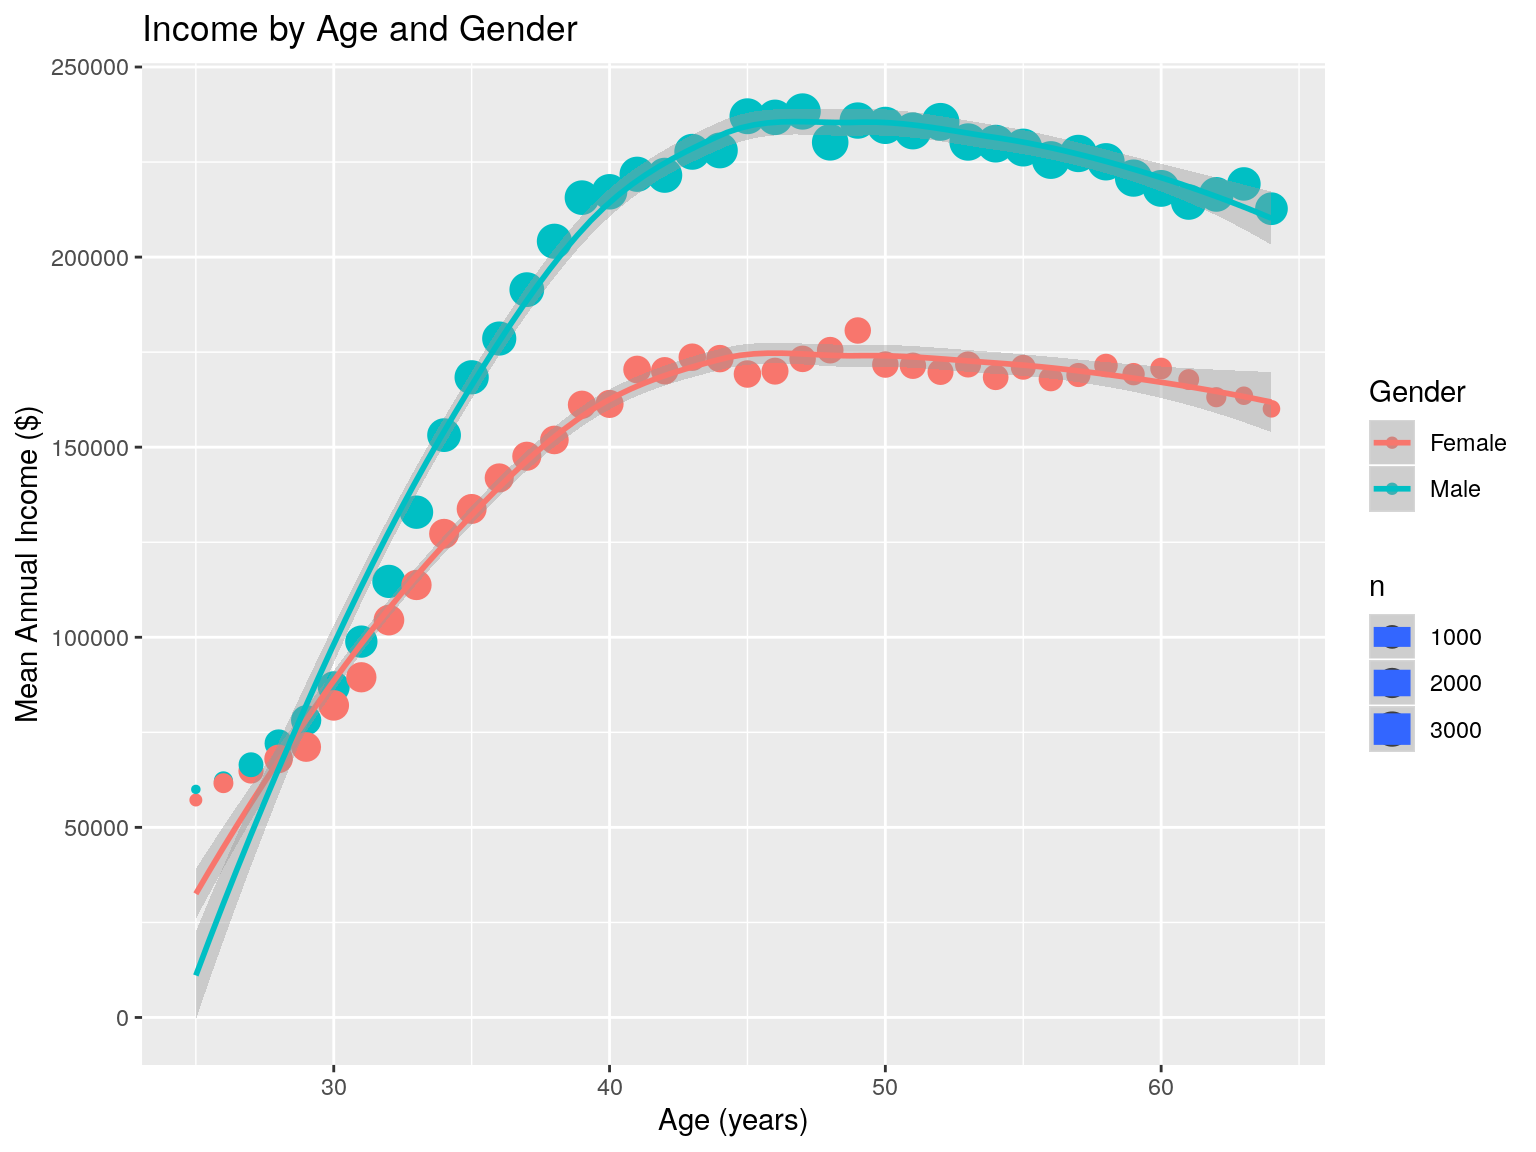 Income by Age and Gender
250000
200000
150000
100000
50000
0
Mean Annual Income ($)
30
40
50
60
Age (years)
Gender
Female
Male
n
1000
2000
3000